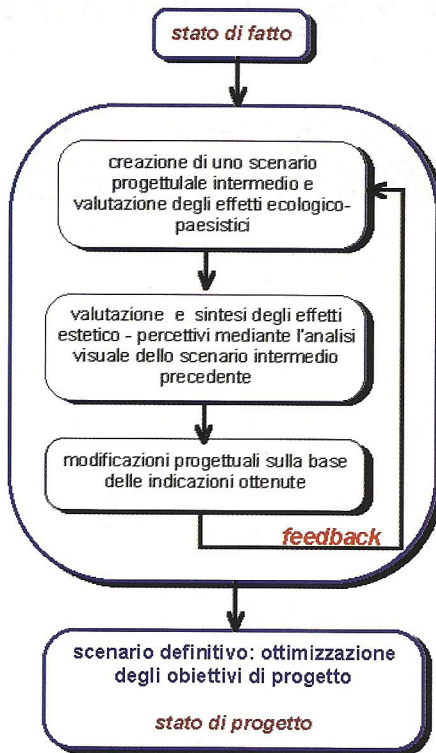 stato di fatto
creazione di uno scenario
progettulale intermedio e
valutazione degli effetti ecologico-
paesistici
valutazione e sintesi degli effetti
estetico - percettivi mediante l'analisi
visuale dello scenario intermedio
precedente
modificazioni progettuali sulla base
delle indicazioni ottenute
feedback
scenario definitivo: ottimizzazione
degli obiettivi di progetto
stato di progetto